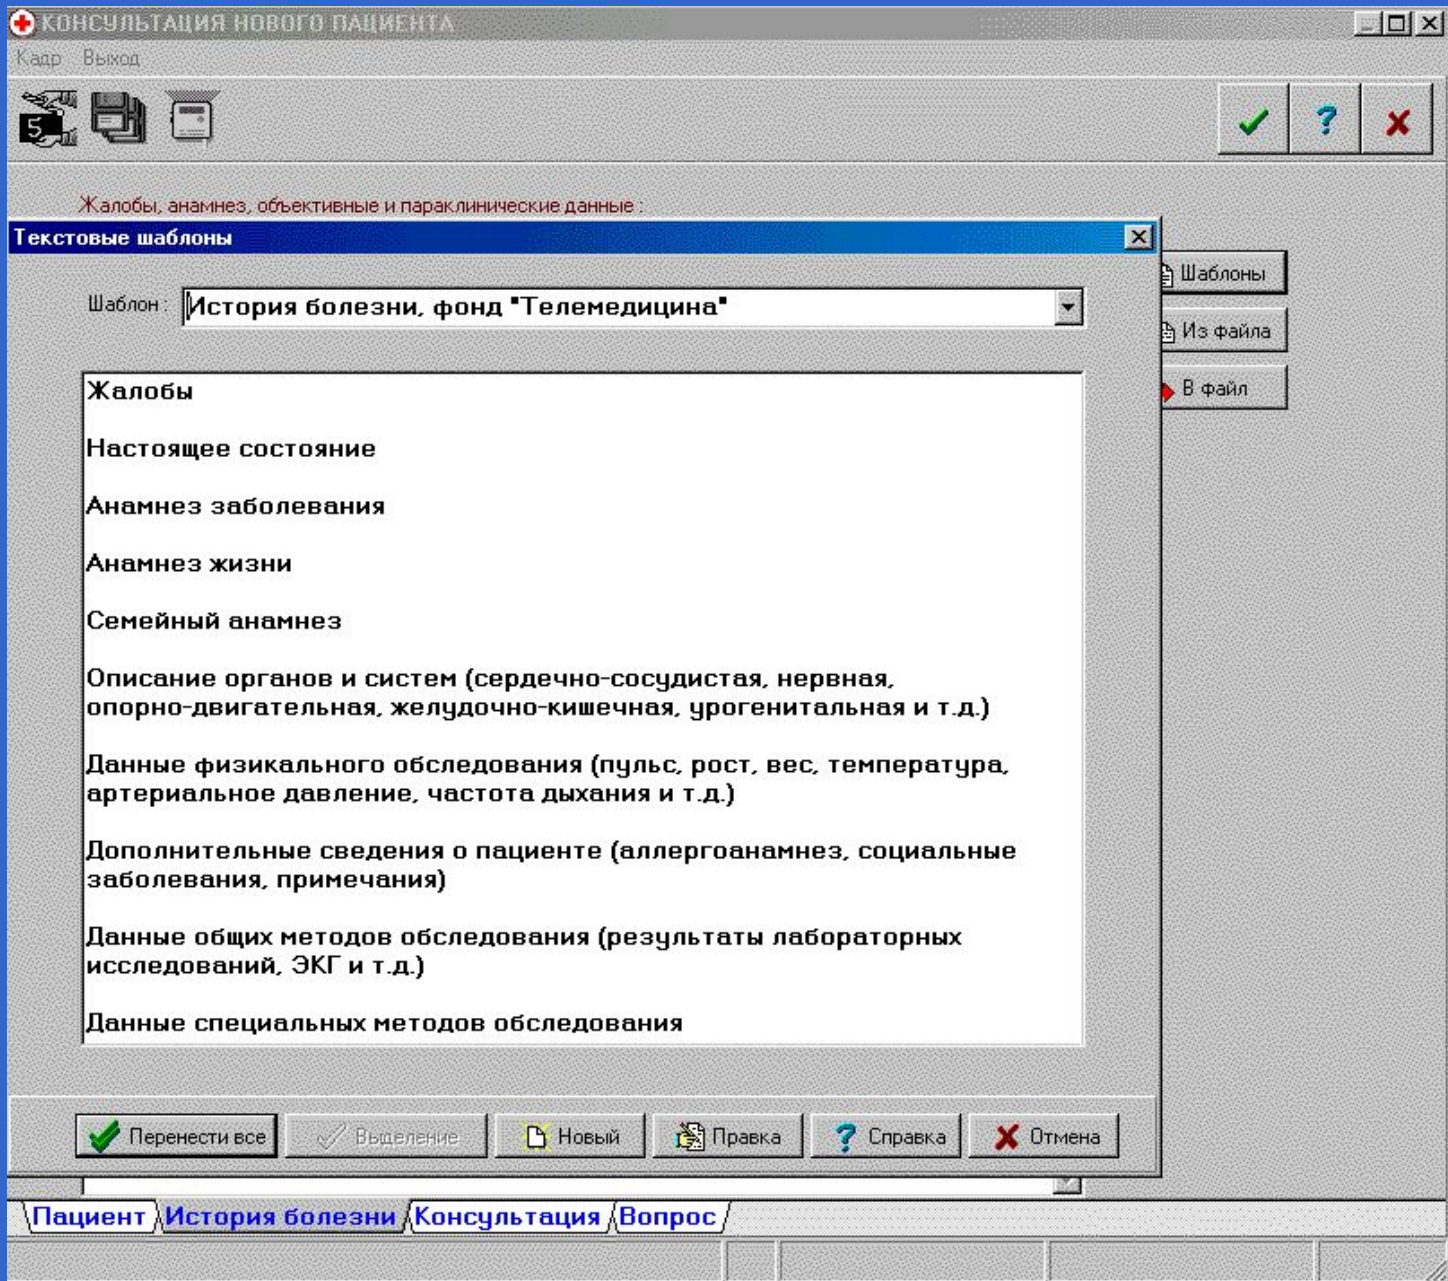 КОНСУЛЬТАЦИЯ НОВОГО ПАЦИЕНТА
Кадр Выход
5
?
Жалобы, анамнез, объективные и параклинические данные :
Текстовые шаблоны
Шаблоны
Шаблон : История болезни, фонд "Телемедицина"
Из файла
В файл
Жалобы
Настоящее состояние
Анамнез заболевания
Анамнез жизни
Семейный анамнез
Описание органов и систем (сердечно-сосудистая, нервная,
опорно-двигательная, желудочно-кишечная, урогенитальная и т.д.)
Данные физикального обследования (пульс, рост, вес, температура,
артериальное давление, частота дыхания и т.д.)
Дополнительные сведения о пациенте (аллергоанамнез, социальные
заболевания, примечания)
Данные общих методов обследования (результаты лабораторных
исследований, ЭКГ и т.д.)
Данные специальных методов обследования
Перенести все Выделение Новый Правка ? Справка Отмена
Пациент История болезни Консультация Вопрос